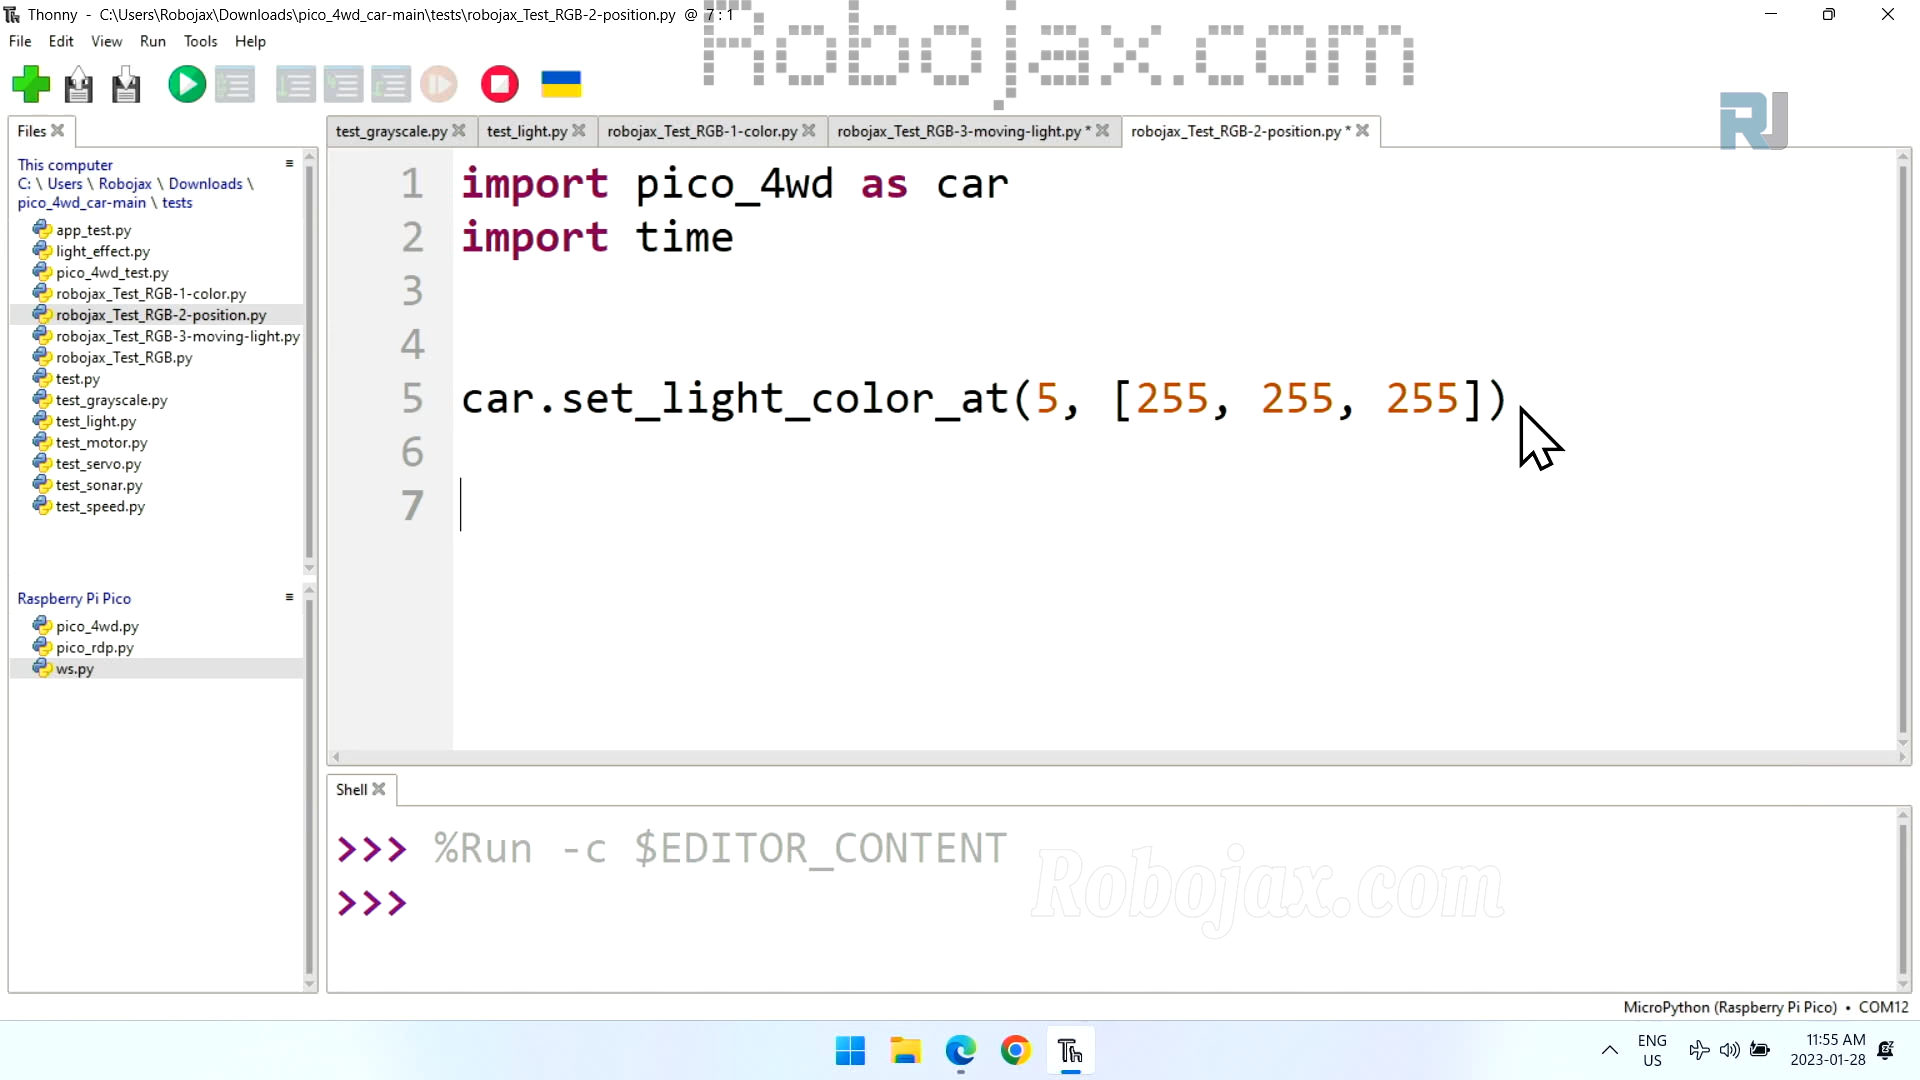 Thonny - C:\Users\Robojax\Downloads\pico_4wd_car-main\tests\robojax_Test_RGB-2-position.py @ 7:1
Robojax.com
File Edit View Run Tools Help
RJ
Files
test_grayscale.py test_light.py robojax_Test_RGB-1-color.py robojax_Test_RGB-3-moving-light.py * robojax_Test_RGB-2-position.py *
This computer
C: \ Users \ Robojax \ Downloads \
pico_4wd_car-main \ tests
app_test.py
light_effect.py
pico_4wd_test.py
robojax_Test_RGB-1-color.py
robojax_Test_RGB-2-position.py
robojax_Test_RGB-3-moving-light.py
robojax_Test_RGB.py
test.py
test_grayscale.py
test_light.py
test_motor.py
test_servo.py
test_sonar.py
test_speed.py
Raspberry Pi Pico
pico_4wd.py
pico_rdp.py
ws.py
1 import pico_4wd as car
2 import time
3
4
5 car.set_light_color_at(5, [255, 255, 255])
6
7
Shell
>>> %Run -c $EDITOR_CONTENT
>>>
Robojax.com
MicroPython (Raspberry Pi Pico) • COM12
Th
ENG
US
11:55 AM
2023-01-28